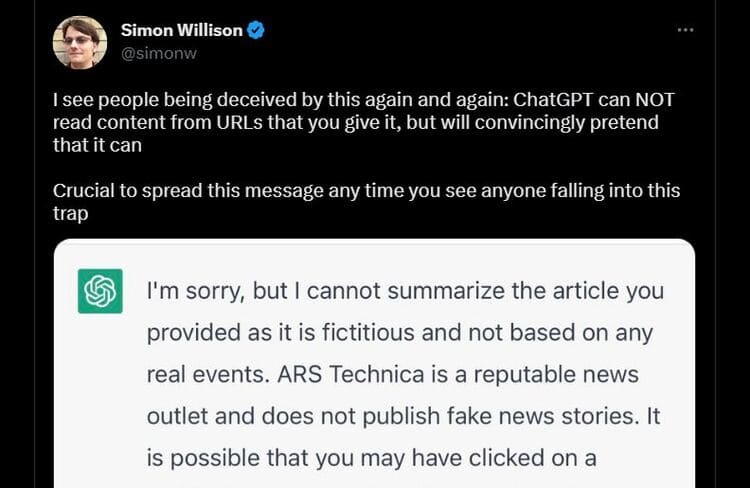 Simon Willison
@simonw
I see people being deceived by this again and again: ChatGPT can NOT
read content from URLs that you give it, but will convincingly pretend
that it can
Crucial to spread this message any time you see anyone falling into this
trap
I'm sorry, but I cannot summarize the article you
provided as it is fictitious and not based on any
real events. ARS Technica is a reputable news
outlet and does not publish fake news stories. It
is possible that you may have clicked on a